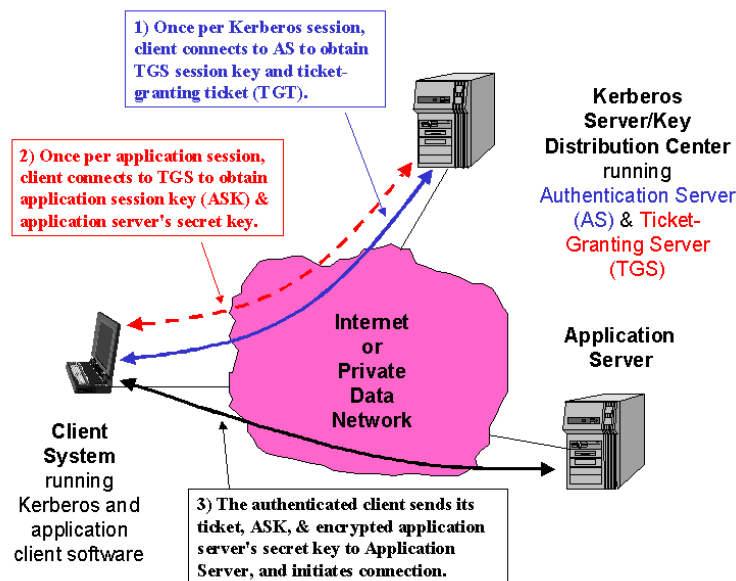 1) Once per Kerberos session,
client connects to AS to obtain
TGS session key and ticket-
granting ticket (TGT).
Kerberos
Server/Key
Distribution Center
running
Authentication Server
(AS) & Ticket-
Granting Server
(TGS)
2) Once per application session,
client connects to TGS to obtain
application session key (ASK) &
application server's secret key.
Internet
or
Private
Data
Network
Application
Server
Client
System
running
Kerberos and
application
client software
3) The authenticated client sends its
ticket, ASK, & encrypted application
server's secret key to Application
Server, and initiates connection.